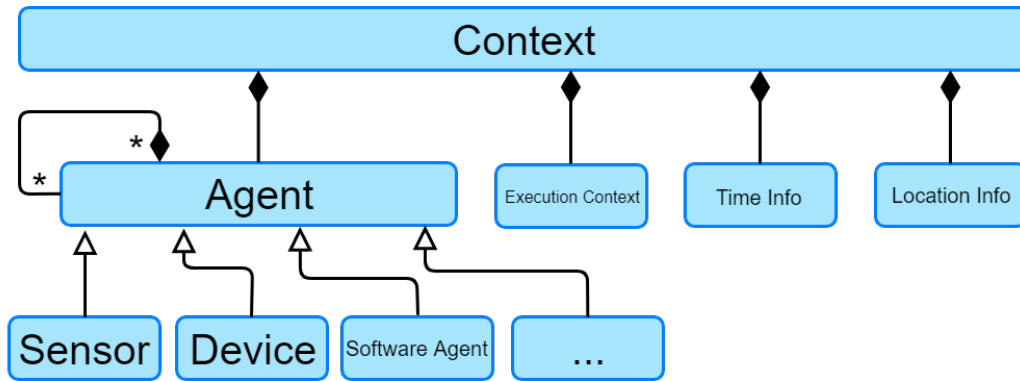 Context
*
*
Agent
Execution Context
Time Info
Location Info
Sensor
Device
Software Agent
...